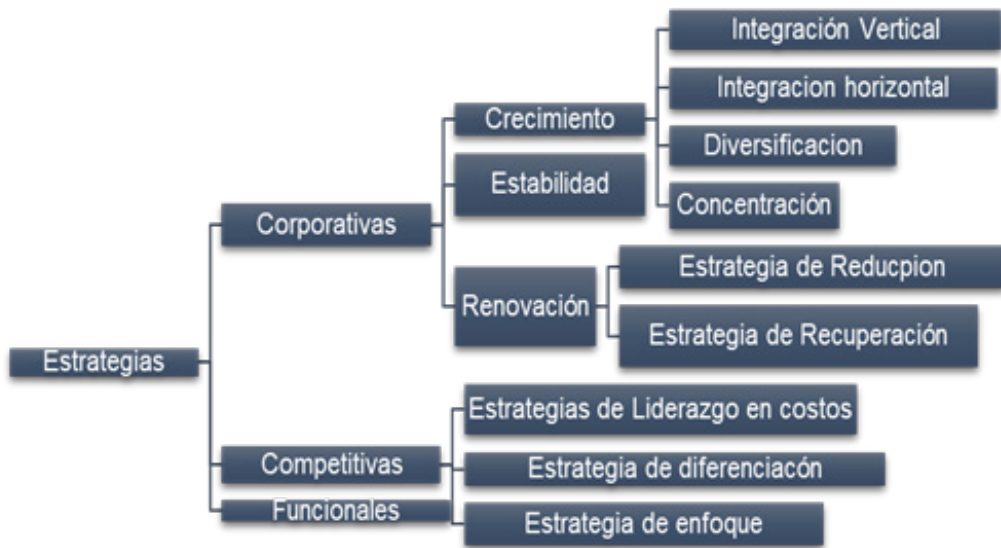 Estrategias
Corporativas
Crecimiento
Integración Vertical
Integracion horizontal
Diversificacion
Concentración
Estabilidad
Renovación
Estrategia de Reducpion
Estrategia de Recuperación
Competitivas
Estrategias de Liderazgo en costos
Estrategia de diferenciacón
Estrategia de enfoque
Funcionales